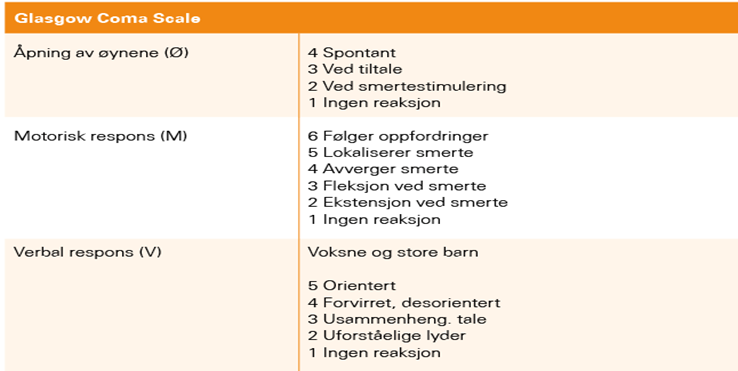 Glasgow Coma Scale
Åpning av øynene (Ø)
4 Spontant
3 Ved tiltale
2 Ved smertestimulering
1 Ingen reaksjon
Motorisk respons (M)
6 Følger oppfordringer
5 Lokaliserer smerte
4 Avverger smerte
3 Fleksjon ved smerte
2 Ekstensjon ved smerte
1 Ingen reaksjon
Verbal respons (V)
Voksne og store barn
5 Orientert
4 Forvirret, desorientert
3 Usammenheng. tale
2 Uforståelige lyder
1 Ingen reaksjon